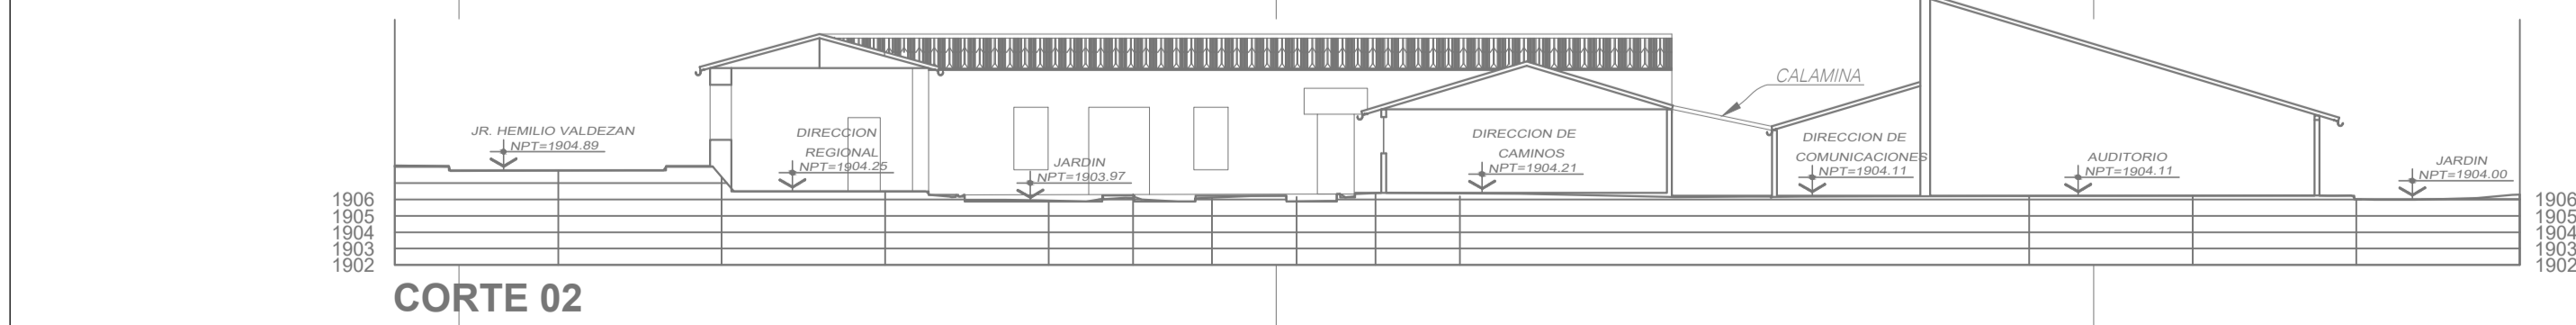 CALAMINA
JR. HEMILIO VALDEZAN
NPT=1904.89
DIRECCION
REGIONAL
NPT=1904.25
JARDIN
NPT=1903.97
DIRECCION DE
CAMINOS
NPT=1904.21
DIRECCION DE
COMUNICACIONES
NPT=1904.11
AUDITORIO
NPT=1904.11
JARDIN
NPT=1904.00
1906
1905
1904
1903
1902
1906
1905
1904
1903
1902
CORTE 02